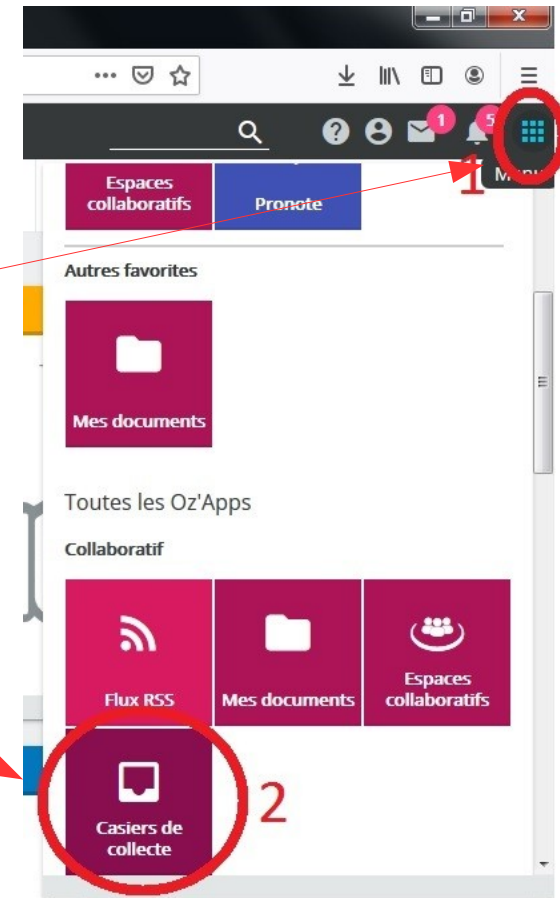 1
5
1
Menu
Espaces
collaboratifs
Pronote
Autres favorites
Mes documents
Toutes les Oz'Apps
Collaboratif
Flux RSS
Mes documents
Espaces
collaboratifs
Casiers de
collecte
2